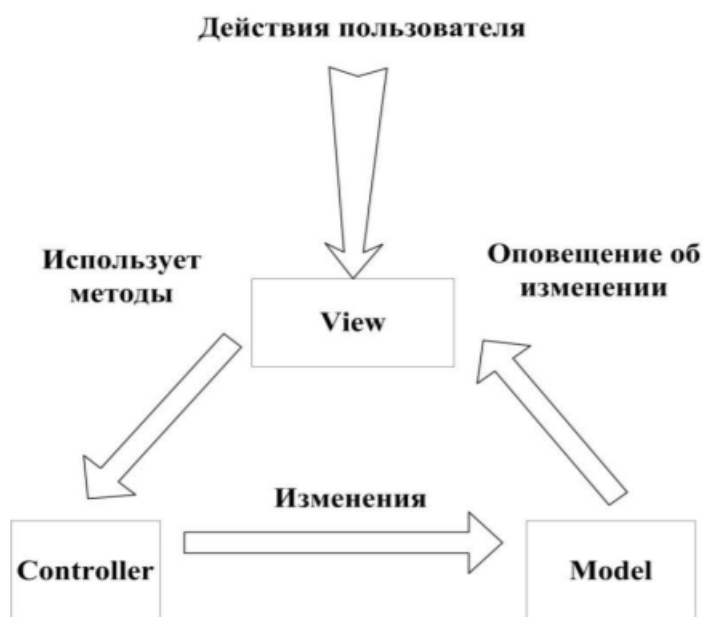 Действия пользователя
Использует
методы
Оповещение об
изменении
View
Изменения
Controller
Model